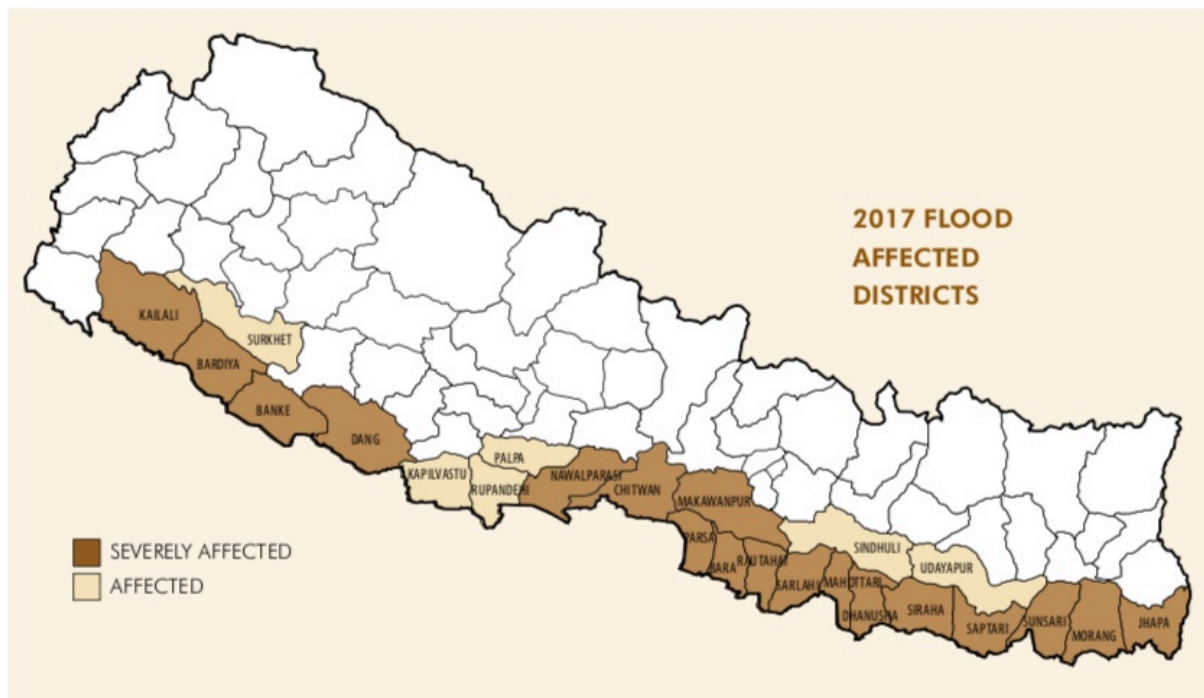 2017 FLOOD
AFFECTED
DISTRICTS
KAILALI
SURKHET
BARDIYA
BANKE
DANG
PALPA
KAPILVASTU
NAWALPARASI
RUPANDEHI
CHITWAN
MAKAWANPUR
PARSA
SINDHULI
BARA
RAUTAHAT
UDAYAPUR
SARLAHI
MAHOTTARI
DHANUSHA
SIRAHA
SAPTARI
SUNSARI
MORANG
JHAPA
SEVERELY AFFECTED
AFFECTED